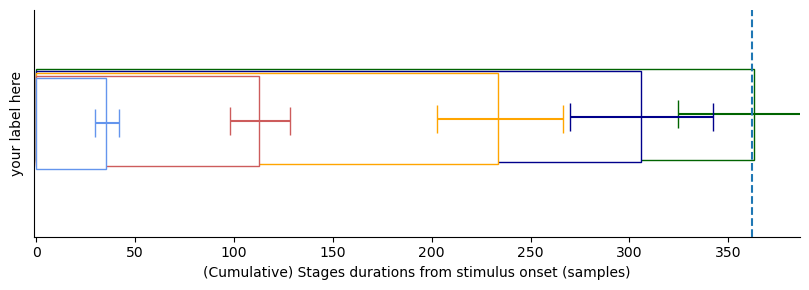 your label here
0 50 100 150 200 250 300 350
(Cumulative) Stages durations from stimulus onset (samples)